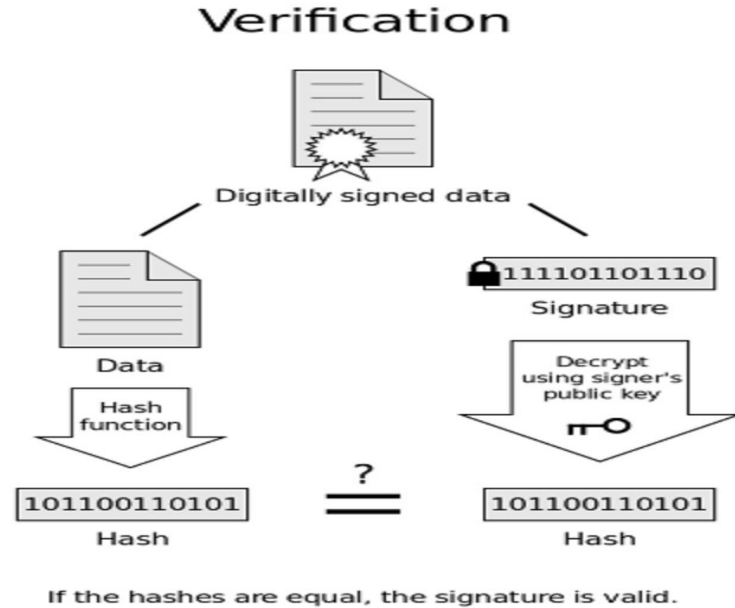 Verification
Digitally signed data
111101101110
Signature
Data
Decrypt
using signer's
public key
Hash
function
?
=
101100110101
101100110101
Hash
Hash
If the hashes are equal, the signature is valid.